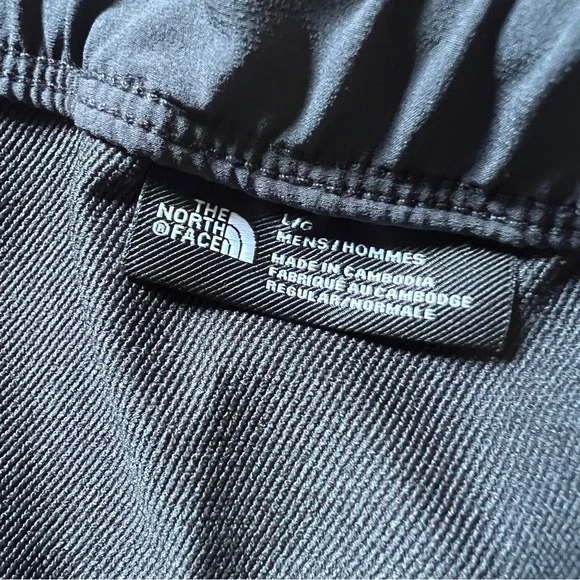 THE
NORTH
®FACE
L/G
MENS/HOMMES
MADE IN CAMBODIA
FABRIQUÉ AU CAMBODGE
REGULAR/NORMALE